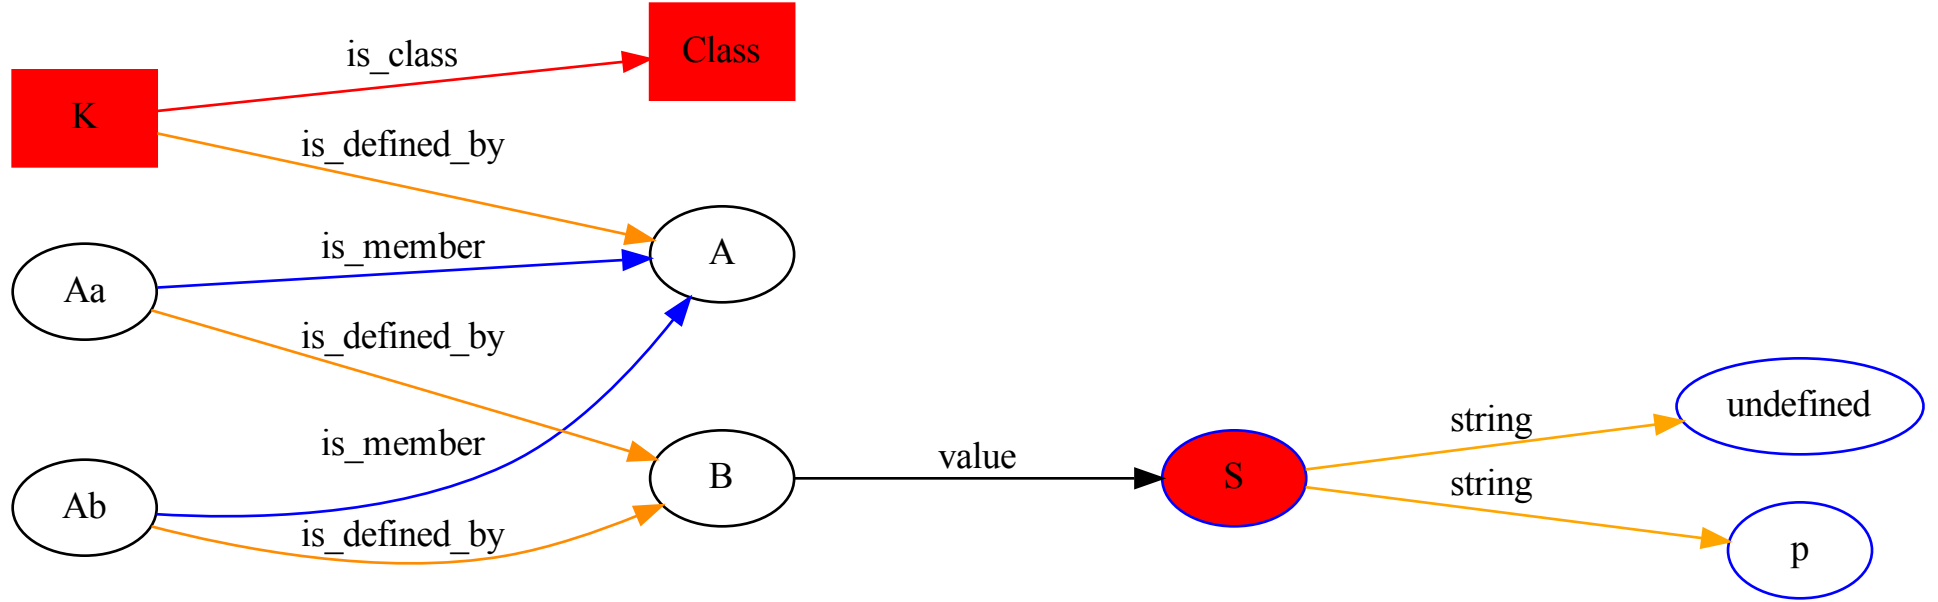 is_class
Class
K
is_defined_by
is_member
A
Aa
is_defined_by
is_member
undefined
string
value
B
S
string
Ab
is_defined_by
p